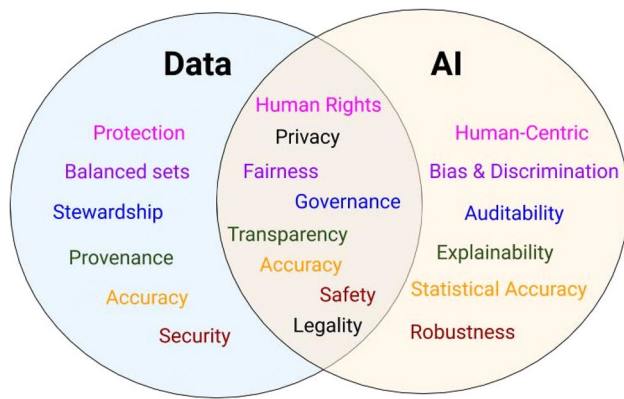 Data
AI
Human Rights
Protection
Privacy
Human-Centric
Balanced sets
Fairness
Bias & Discrimination
Stewardship
Governance
Auditability
Transparency
Provenance
Explainability
Accuracy
Accuracy
Statistical Accuracy
Safety
Security
Legality
Robustness